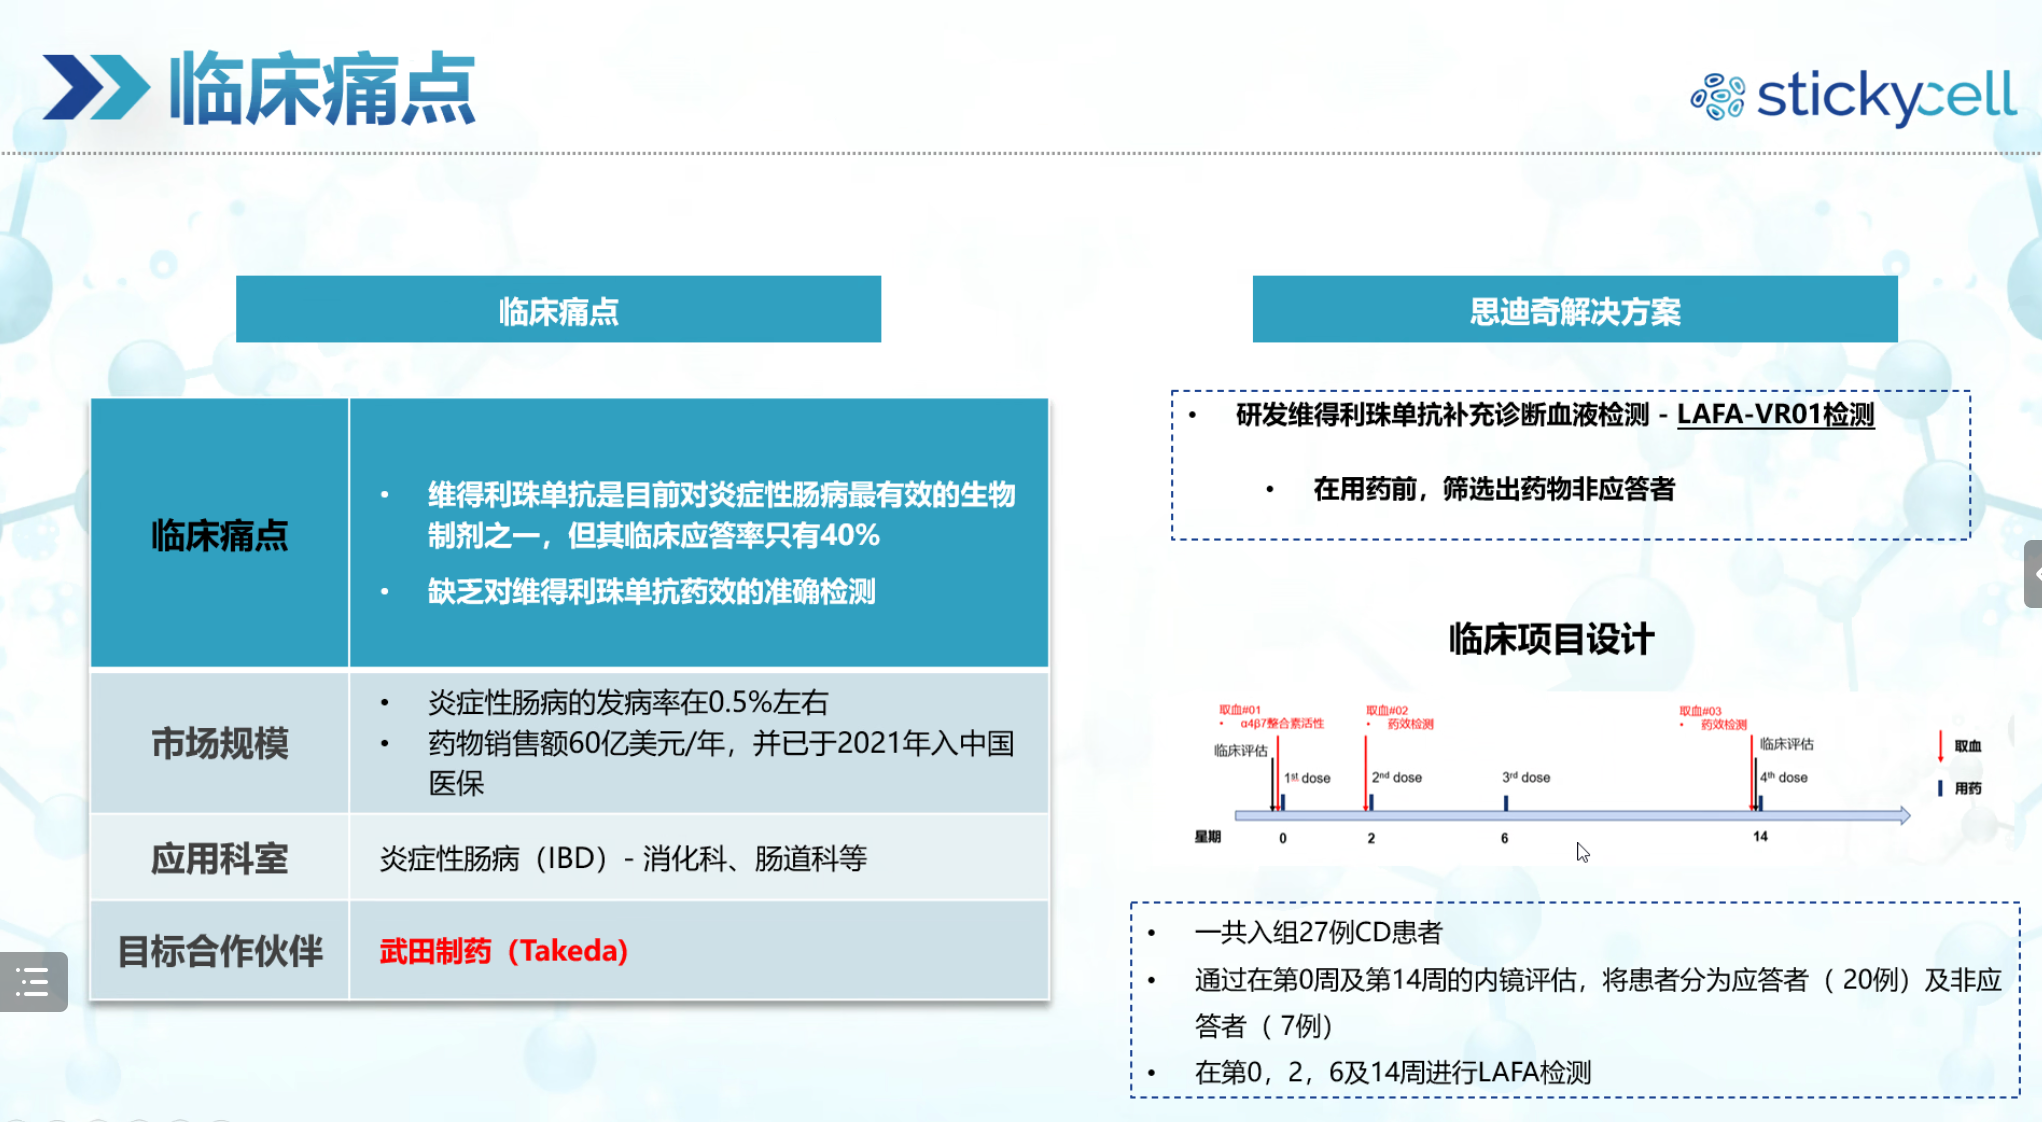 临床痛点
stickycell
临床痛点
临床痛点
• 维得利珠单抗是目前对炎症性肠病最有效的生物
制剂之一，但其临床应答率只有40%
• 缺乏对维得利珠单抗药效的准确检测
市场规模
• 炎症性肠病的发病率在0.5%左右
• 药物销售额60亿美元/年，并已于2021年入中国
医保
应用科室
炎症性肠病（IBD）- 消化科、肠道科等
目标合作伙伴
武田制药（Takeda)
思迪奇解决方案
• 研发维得利珠单抗补充诊断血液检测 - LAFA-VR01检测
• 在用药前，筛选出药物非应答者
临床项目设计
取血#01
• α4β7整合素活性
临床评估
1st dose
取血#02
• 药效检测
2nd dose
3rd dose
取血#03
• 药效检测
临床评估
4th dose
取血
用药
星期 0 2 6 14
• 一共入组27例CD患者
• 通过在第0周及第14周的内镜评估，将患者分为应答者（ 20例）及非应
答者（ 7例）
• 在第0，2，6及14周进行LAFA检测